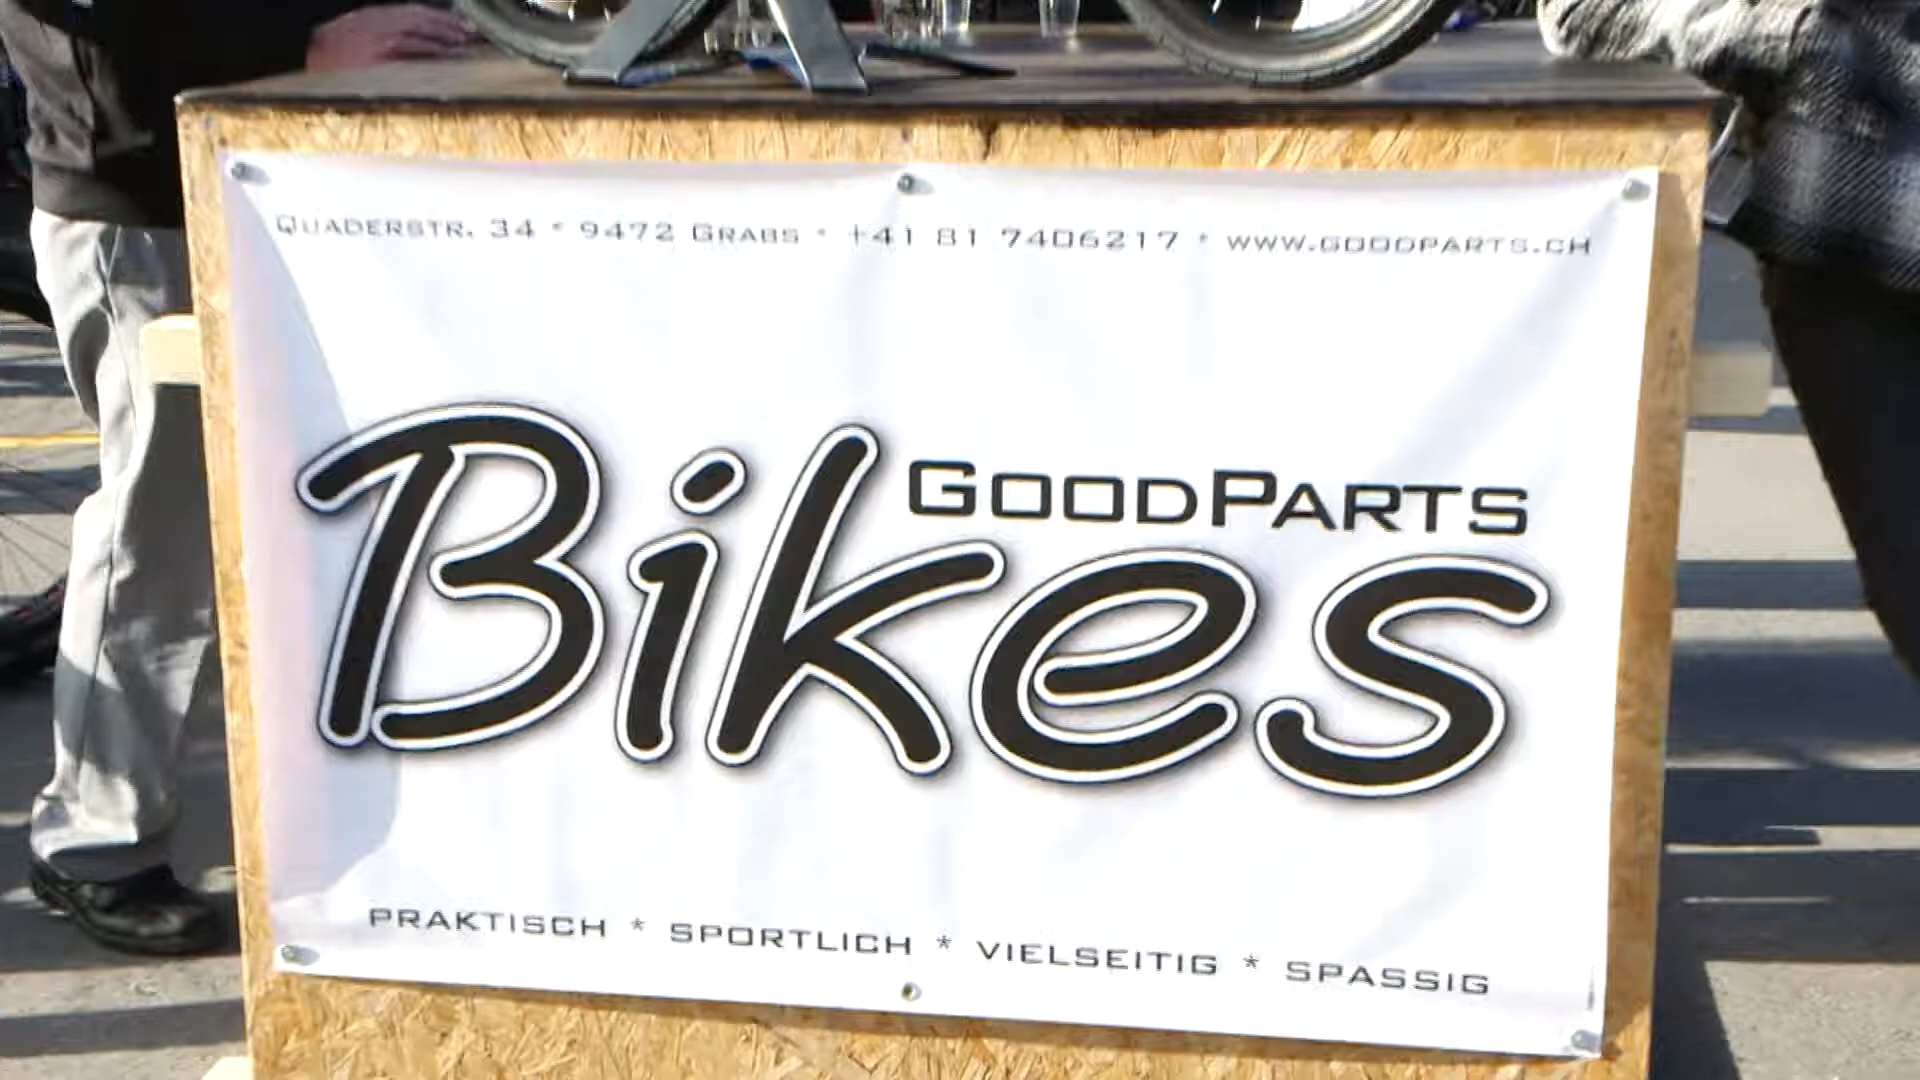 QUADERSTR. 34 * 9472 GRABS * +41 81 7406217 * WWW.GOODPARTS.CH
GOODPARTS
Bikes
PRAKTISCH * SPORTLICH * VIELSEITIG * SPASSIG